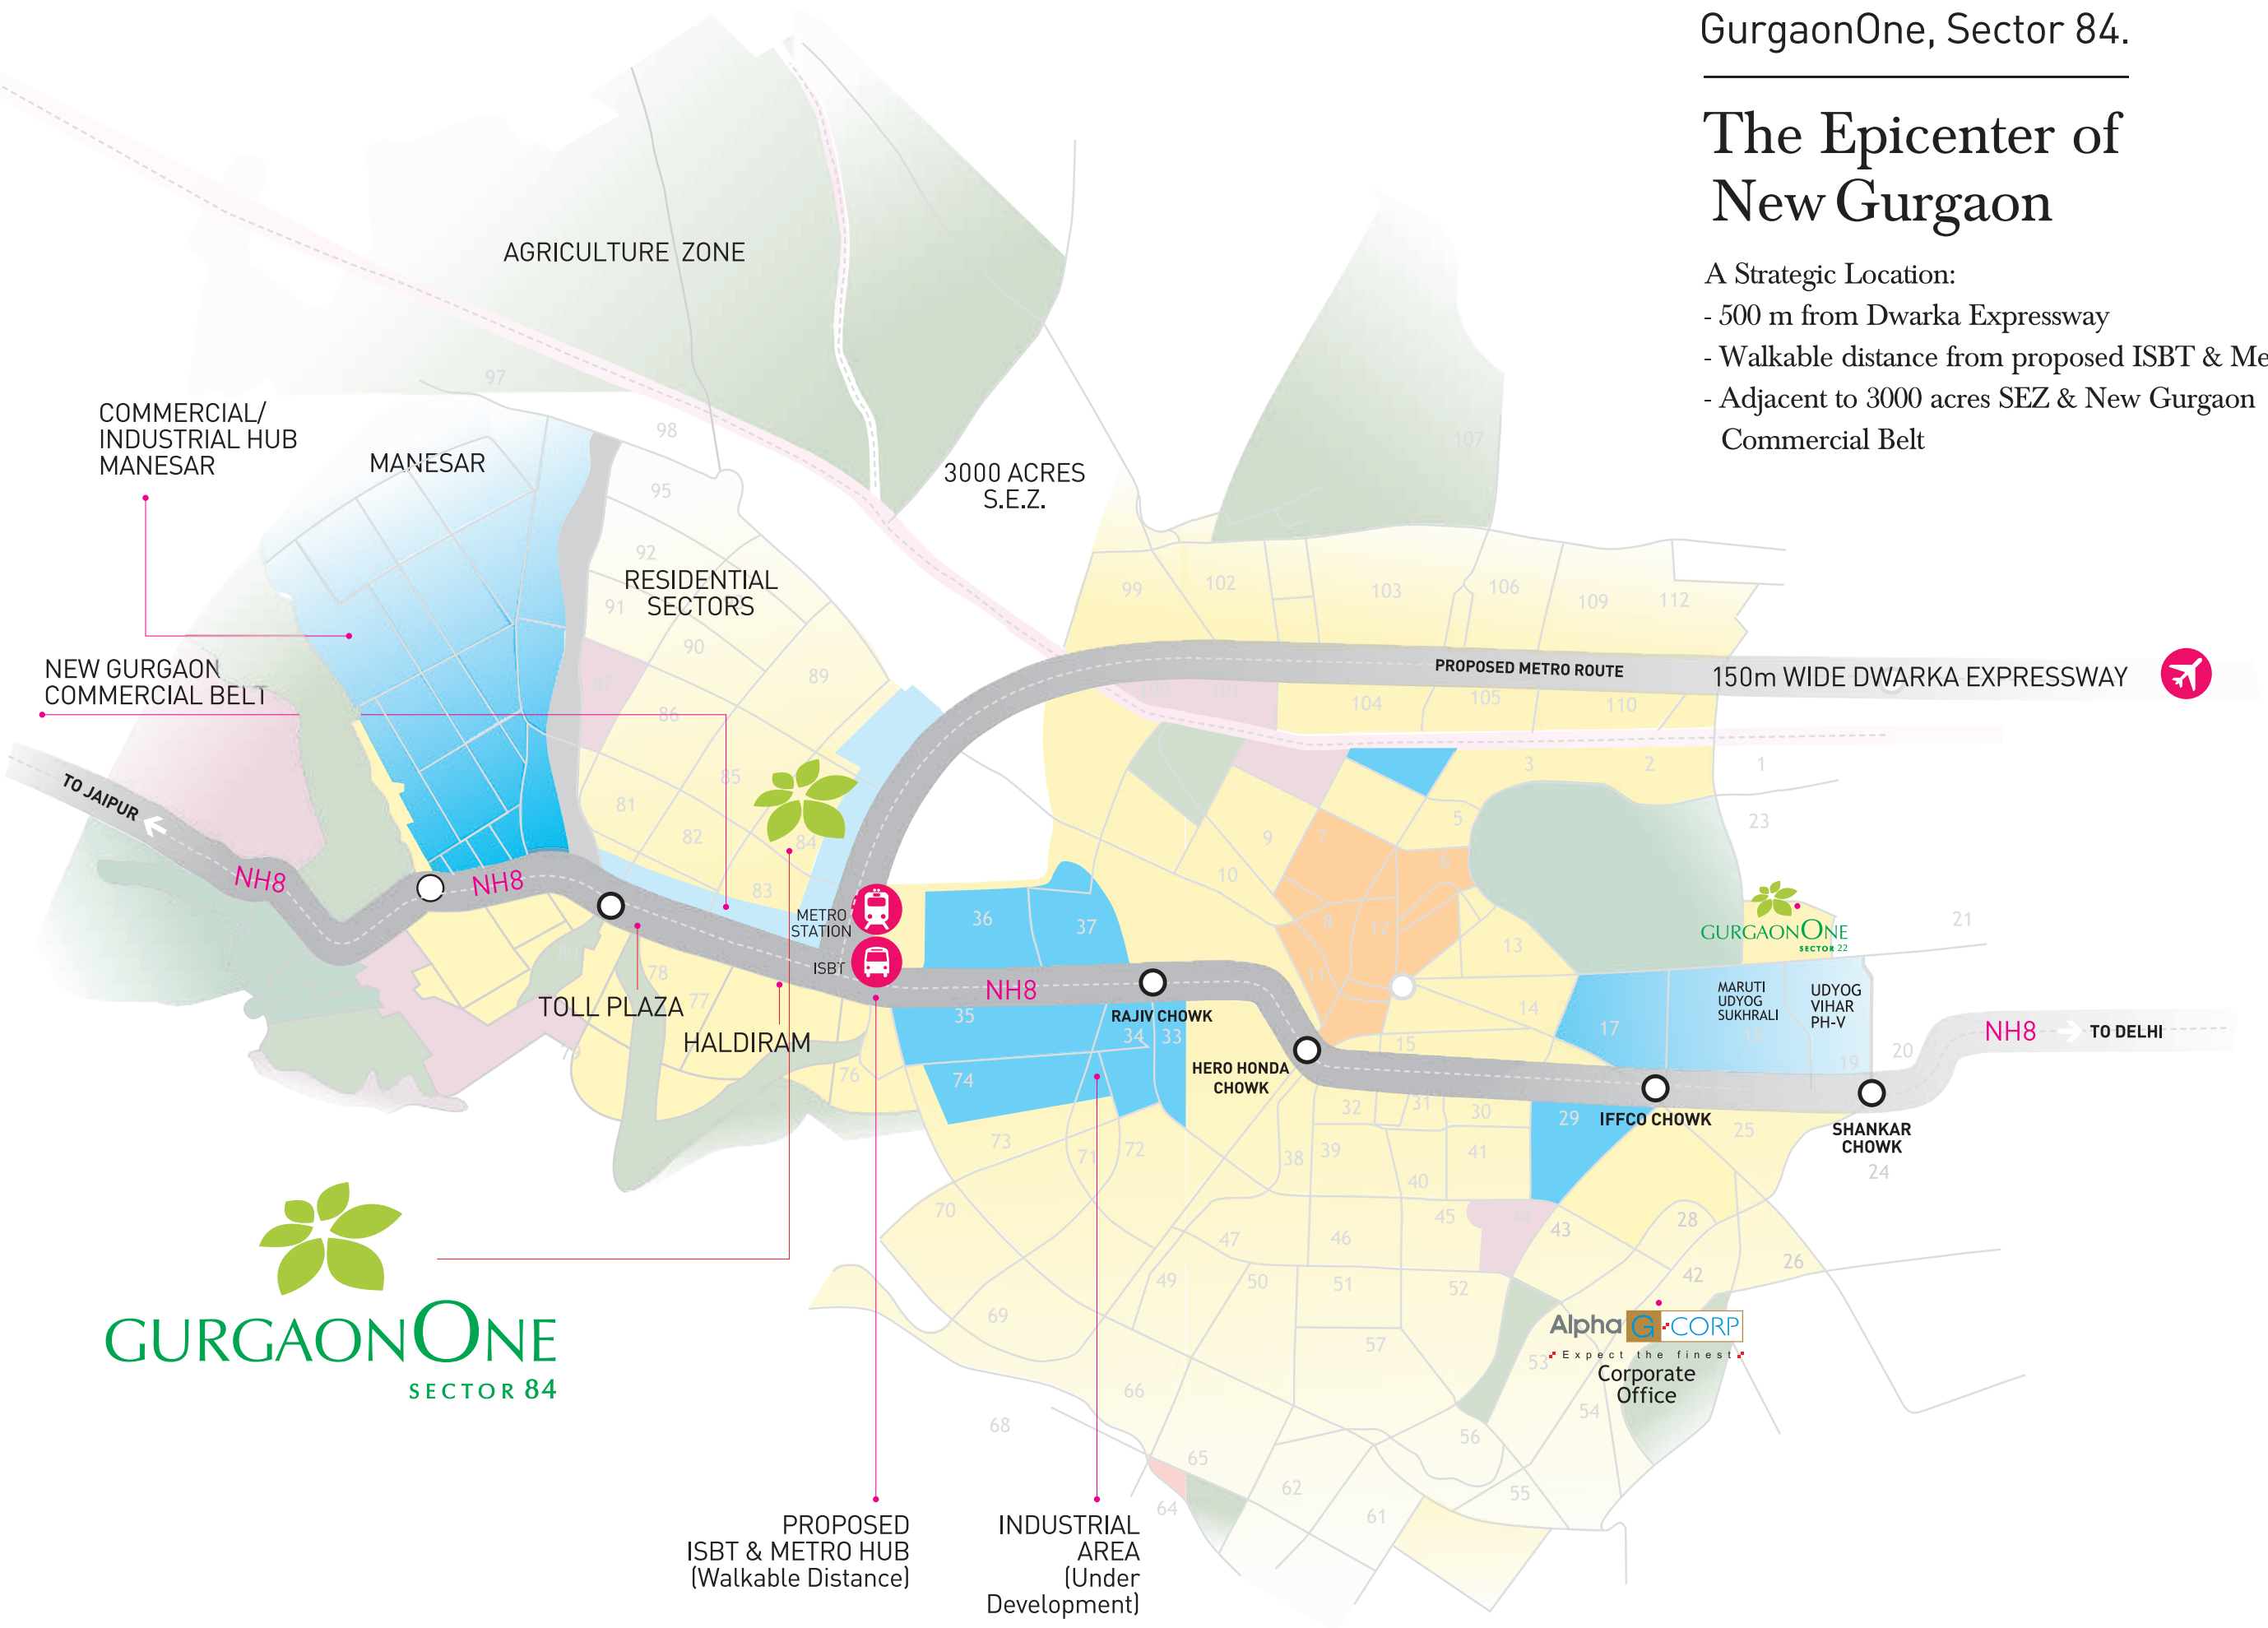 GurgaonOne, Sector 84.
The Epicenter of
New Gurgaon
A Strategic Location:
- 500 m from Dwarka Expressway
- Walkable distance from proposed ISBT & Me
- Adjacent to 3000 acres SEZ & New Gurgaon
Commercial Belt
AGRICULTURE ZONE
97
98
107
COMMERCIAL/
INDUSTRIAL HUB
MANESAR
MANESAR
3000 ACRES
S.E.Z.
95
92
RESIDENTIAL
SECTORS
91
90
89
99
102
103
106
109
112
NEW GURGAON
COMMERCIAL BELT
87
86
85
PROPOSED METRO ROUTE
150m WIDE DWARKA EXPRESSWAY
104
105
110
3
2
1
23
TO JAIPUR
NH8
NH8
81
82
84
83
METRO
STATION
ISBT
36
37
9
10
7
5
6
8
12
11
13
14
GURGAONONE
SECTOR 22
21
80
78
77
79
76
TOLL PLAZA
HALDIRAM
NH8
35
34
33
74
RAJIV CHOWK
HERO HONDA
CHOWK
15
17
MARUTI
UDYOG
SUKHRALI
18
UDYOG
VIHAR
PH-V
19
20
NH8
TO DELHI
IFFCO CHOWK
SHANKAR
CHOWK
24
25
29
30
31
32
73
71
72
38
39
40
41
70
47
46
45
44
43
28
26
42
69
49
50
51
52
57
53
54
Alpha G:CORP
Expect the finest
Corporate
Office
GURGAONONE
SECTOR 84
68
66
65
64
62
61
56
55
PROPOSED
ISBT & METRO HUB
(Walkable Distance)
INDUSTRIAL
AREA
(Under
Development)